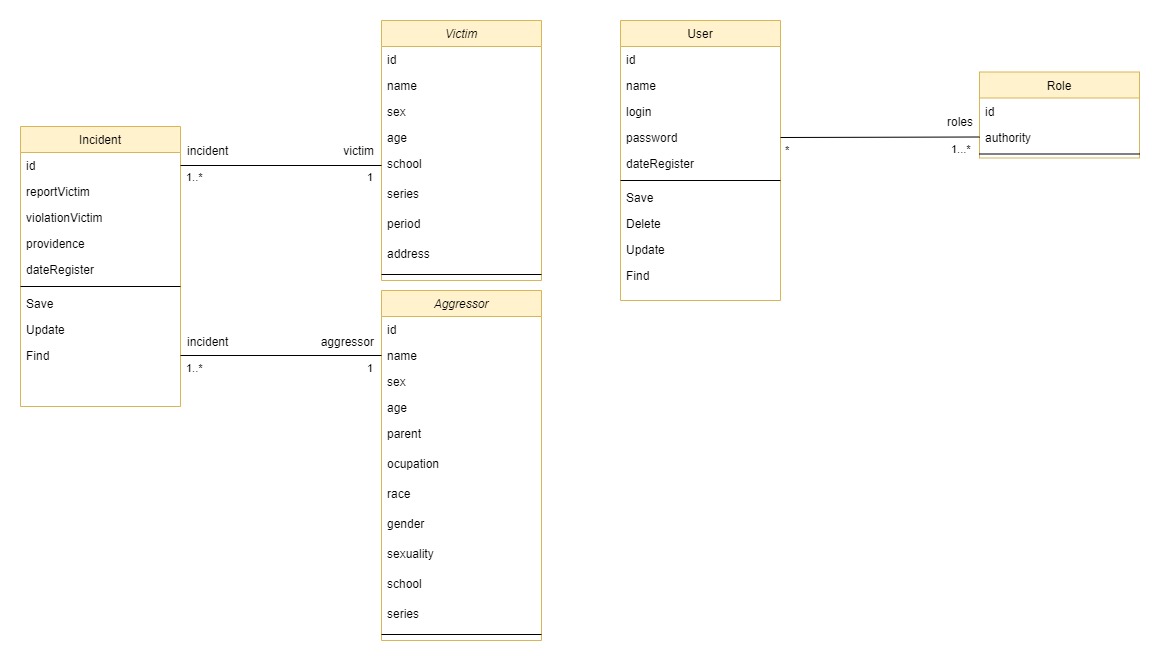 Incident
id
reportVictim
violationVictim
providence
dateRegister
Save
Update
Find
incident
victim
1..*
1
incident
aggressor
1..*
1
Victim
id
name
sex
age
school
series
period
address
Aggressor
id
name
sex
age
parent
ocupation
race
gender
sexuality
school
series
User
id
name
login
password
dateRegister
Save
Delete
Update
Find
roles
*
1...*
Role
id
authority